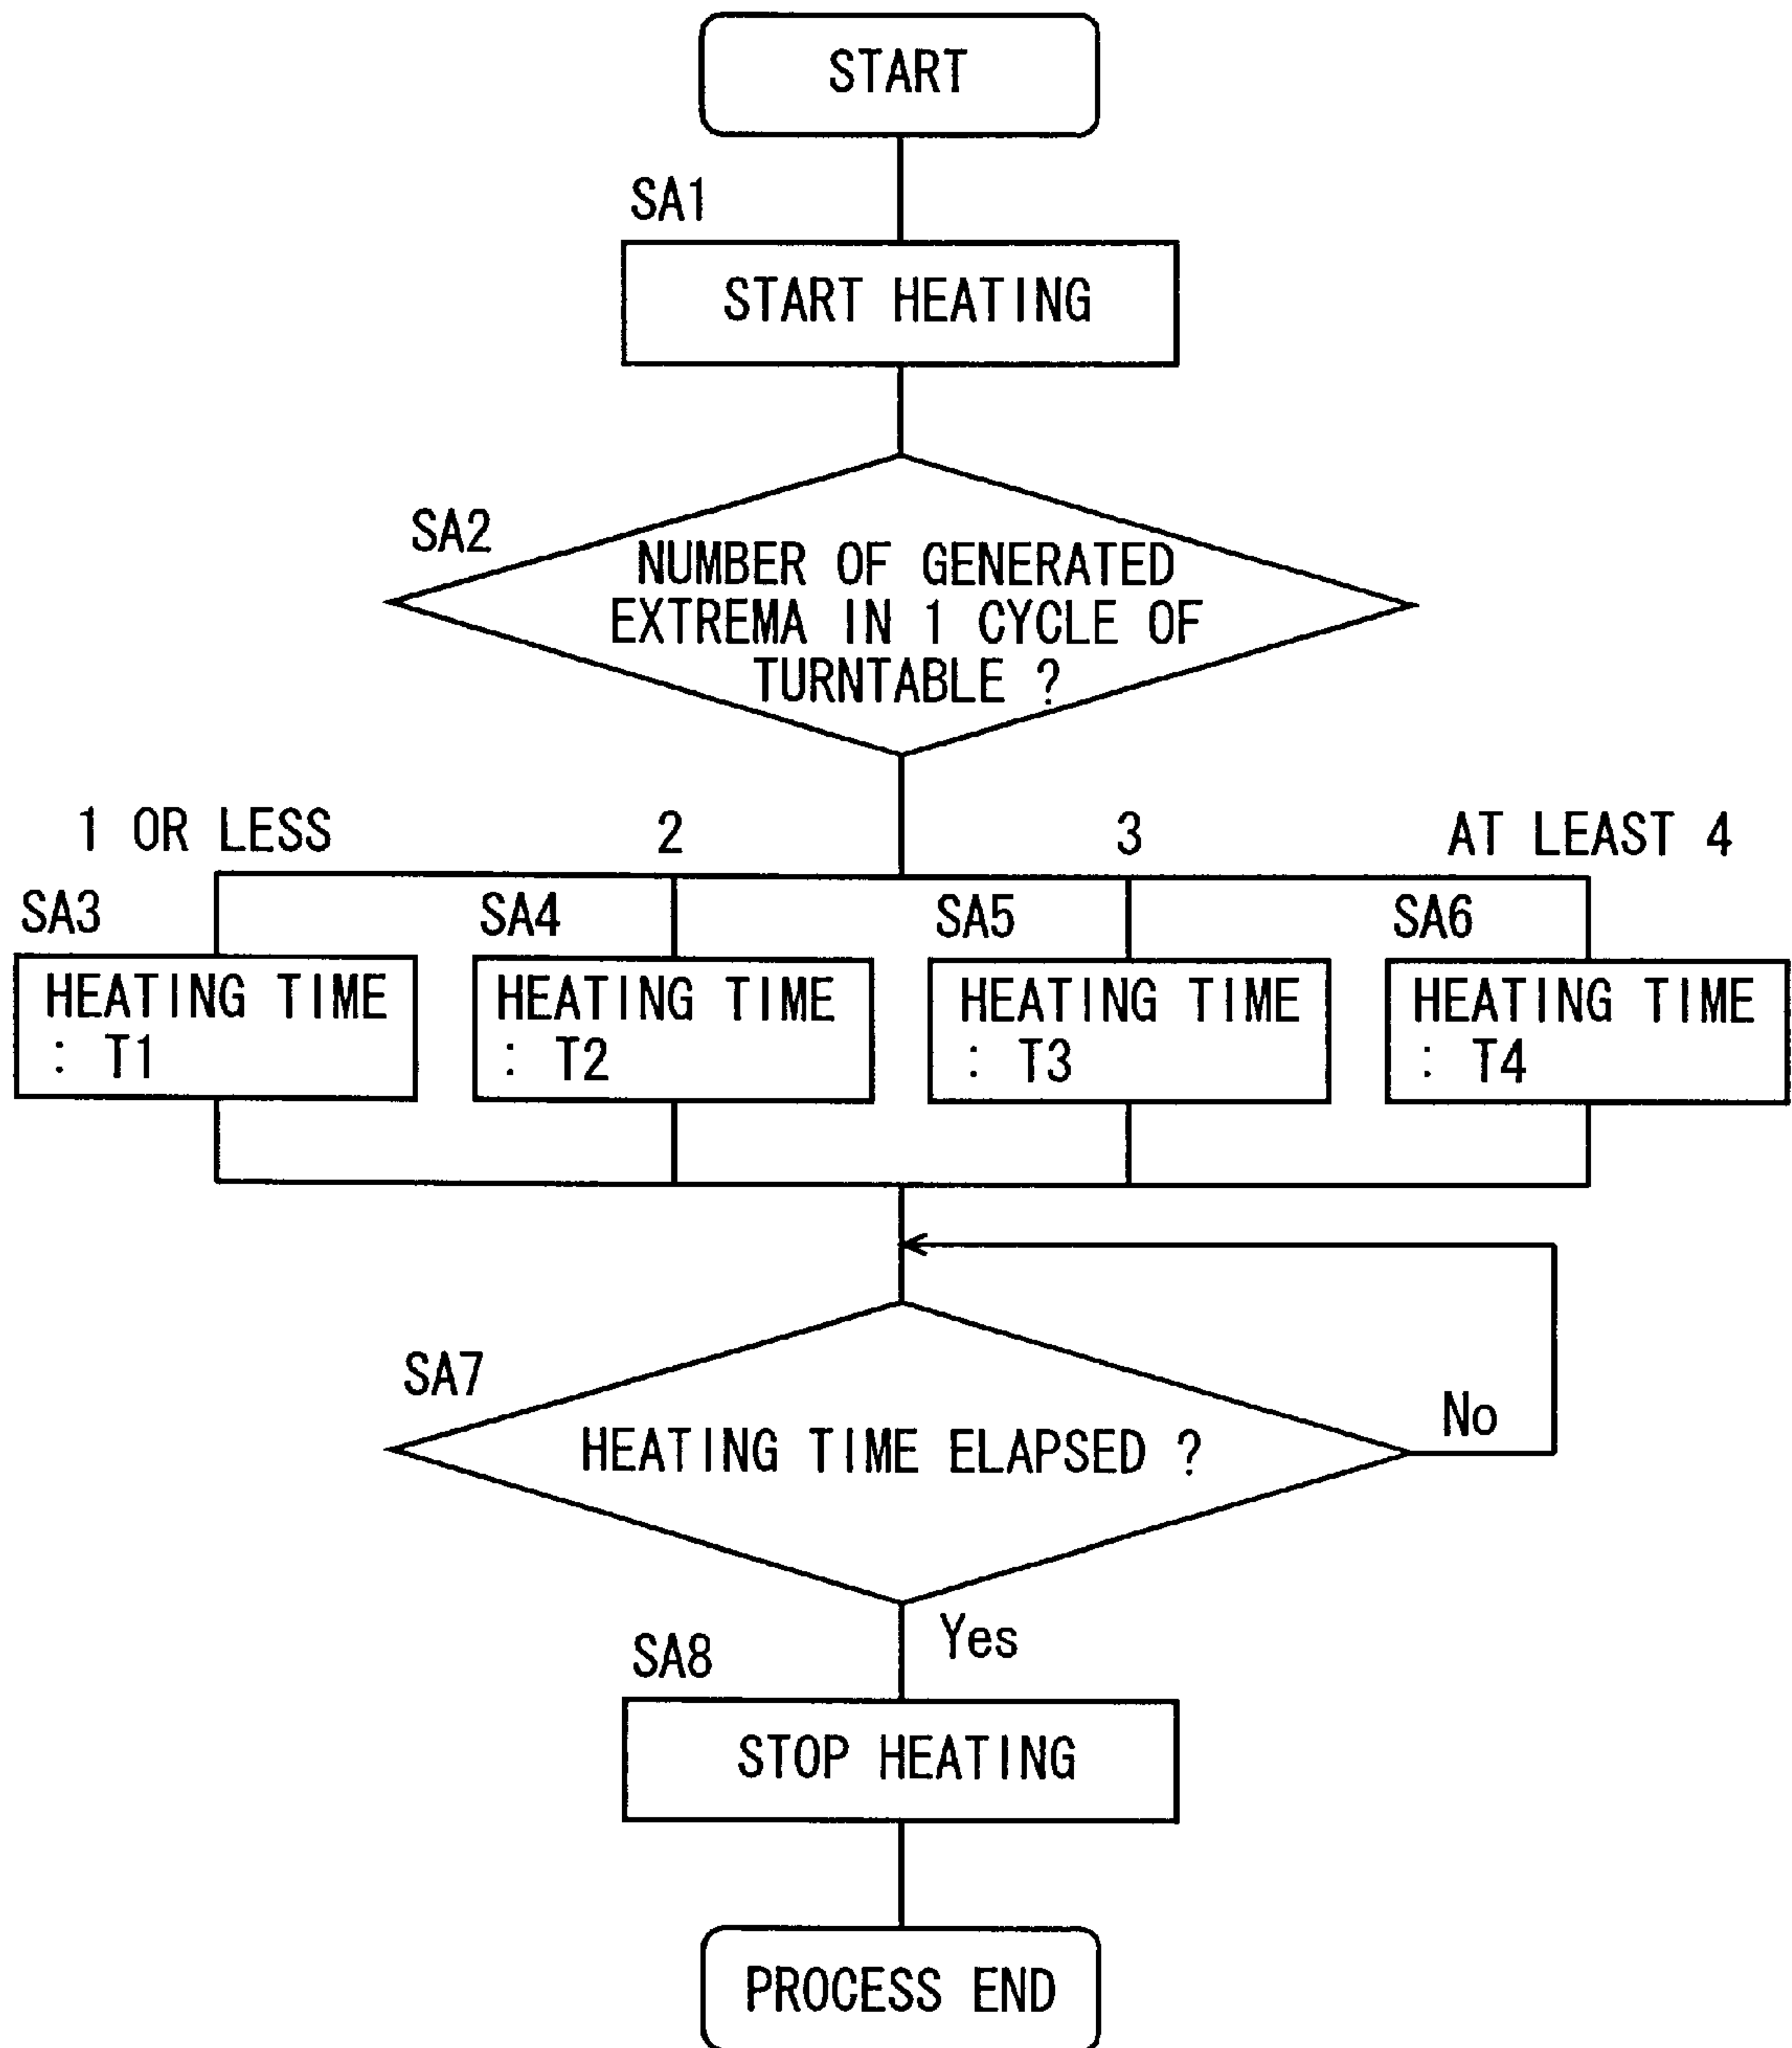 START
SA1
START HEATING
SA2
NUMBER OF GENERATED
EXTREMA IN 1 CYCLE OF
TURNTABLE ?
1 OR LESS
2
3
AT LEAST 4
SA3
SA4
SA5
SA6
HEATING TIME
: T1
HEATING TIME
: T2
HEATING TIME
: T3
HEATING TIME
: T4
SA7
HEATING TIME ELAPSED ?
No
Yes
SA8
STOP HEATING
PROCESS END